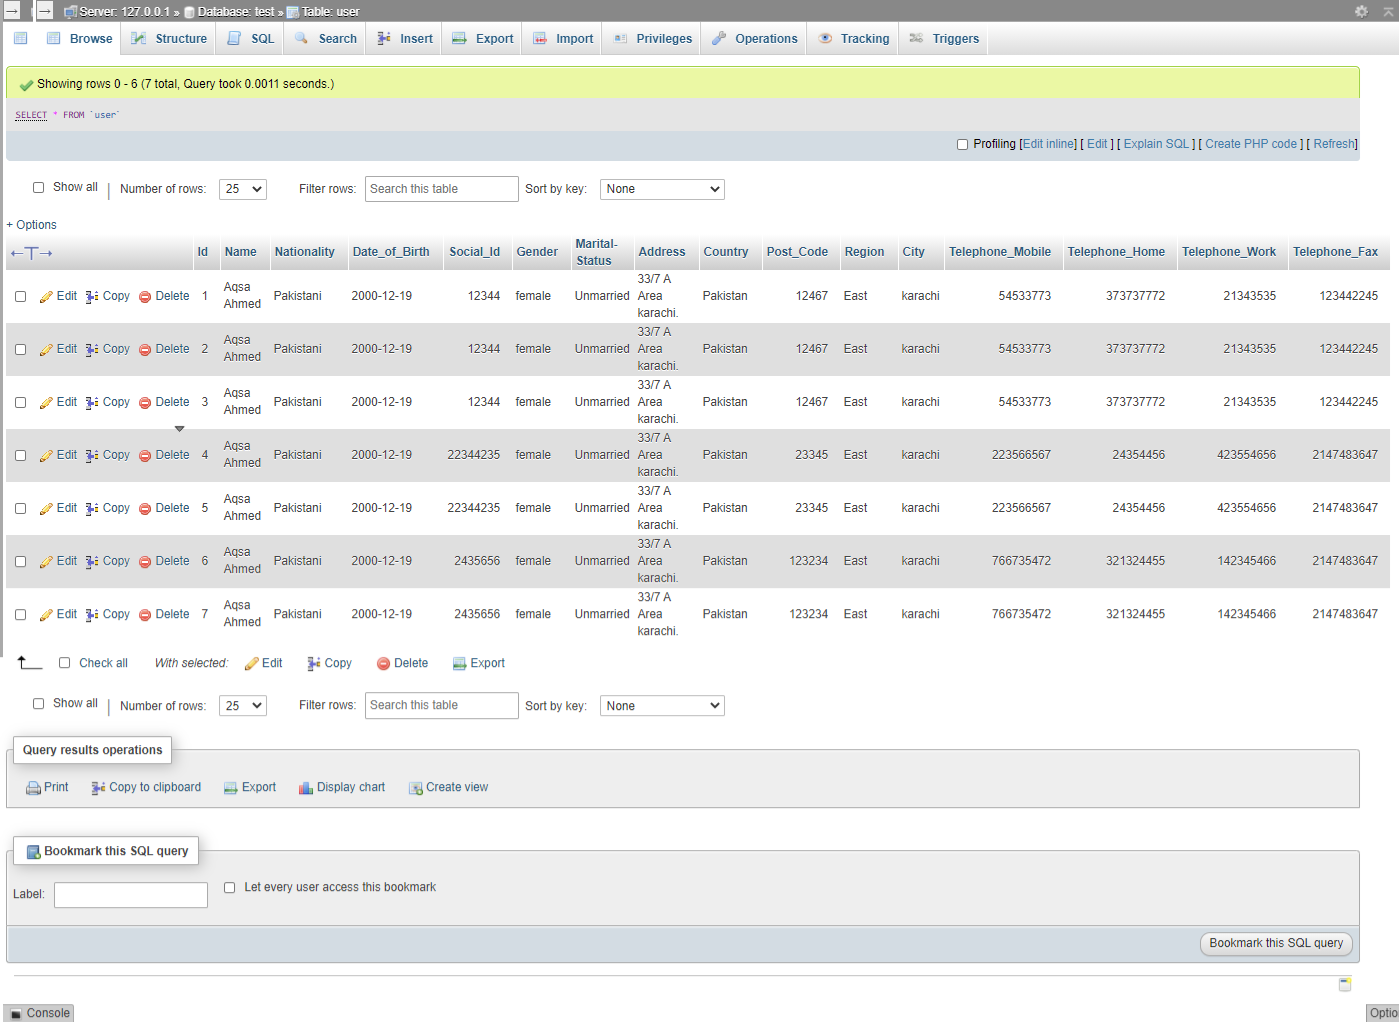 Server: 127.0.0.1 » Database: test » Table: user
Browse Structure SQL Search Insert Export Import Privileges Operations Tracking Triggers
Showing rows 0 - 6 (7 total, Query took 0.0011 seconds.)
SELECT * FROM `user`
Profiling [Edit inline] [ Edit ] [ Explain SQL ] [ Create PHP code ] [ Refresh]
Show all | Number of rows: 25 Filter rows: Search this table Sort by key: None
+ Options
←T→ Id Name Nationality Date_of_Birth Social_Id Gender Marital-Status Address Country Post_Code Region City Telephone_Mobile Telephone_Home Telephone_Work Telephone_Fax
Edit Copy Delete 1 Aqsa Ahmed Pakistani 2000-12-19 12344 female Unmarried 33/7 A Area karachi. Pakistan 12467 East karachi 54533773 373737772 21343535 123442245
Edit Copy Delete 2 Aqsa Ahmed Pakistani 2000-12-19 12344 female Unmarried 33/7 A Area karachi. Pakistan 12467 East karachi 54533773 373737772 21343535 123442245
Edit Copy Delete 3 Aqsa Ahmed Pakistani 2000-12-19 12344 female Unmarried 33/7 A Area karachi. Pakistan 12467 East karachi 54533773 373737772 21343535 123442245
Edit Copy Delete 4 Aqsa Ahmed Pakistani 2000-12-19 22344235 female Unmarried 33/7 A Area karachi. Pakistan 23345 East karachi 223566567 24354456 423554656 2147483647
Edit Copy Delete 5 Aqsa Ahmed Pakistani 2000-12-19 22344235 female Unmarried 33/7 A Area karachi. Pakistan 23345 East karachi 223566567 24354456 423554656 2147483647
Edit Copy Delete 6 Aqsa Ahmed Pakistani 2000-12-19 2435656 female Unmarried 33/7 A Area karachi. Pakistan 123234 East karachi 766735472 321324455 142345466 2147483647
Edit Copy Delete 7 Aqsa Ahmed Pakistani 2000-12-19 2435656 female Unmarried 33/7 A Area karachi. Pakistan 123234 East karachi 766735472 321324455 142345466 2147483647
Check all With selected: Edit Copy Delete Export
Show all | Number of rows: 25 Filter rows: Search this table Sort by key: None
Query results operations
Print Copy to clipboard Export Display chart Create view
Bookmark this SQL query
Label: Let every user access this bookmark
Bookmark this SQL query
Console Optio